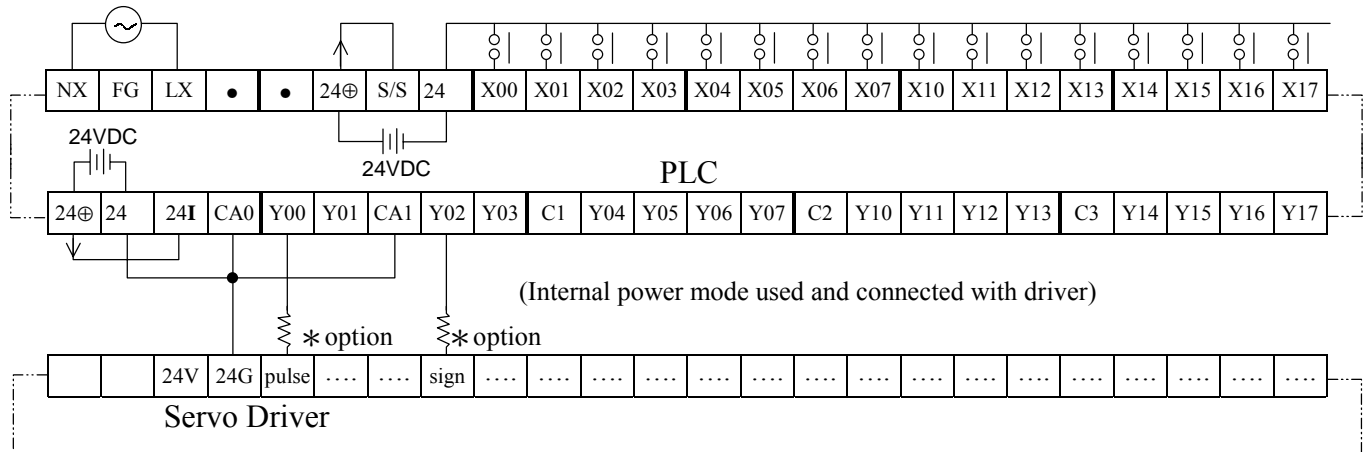 NX FG LX ● ● 24⊕ S/S 24 X00 X01 X02 X03 X04 X05 X06 X07 X10 X11 X12 X13 X14 X15 X16 X17
24VDC
24VDC
PLC
24⊕ 24 24I CA0 Y00 Y01 CA1 Y02 Y03 C1 Y04 Y05 Y06 Y07 C2 Y10 Y11 Y12 Y13 C3 Y14 Y15 Y16 Y17
(Internal power mode used and connected with driver)
*option *option
24V 24G pulse .... .... sign .... .... .... .... .... .... .... .... .... .... .... .... .... .... .... ....
Servo Driver